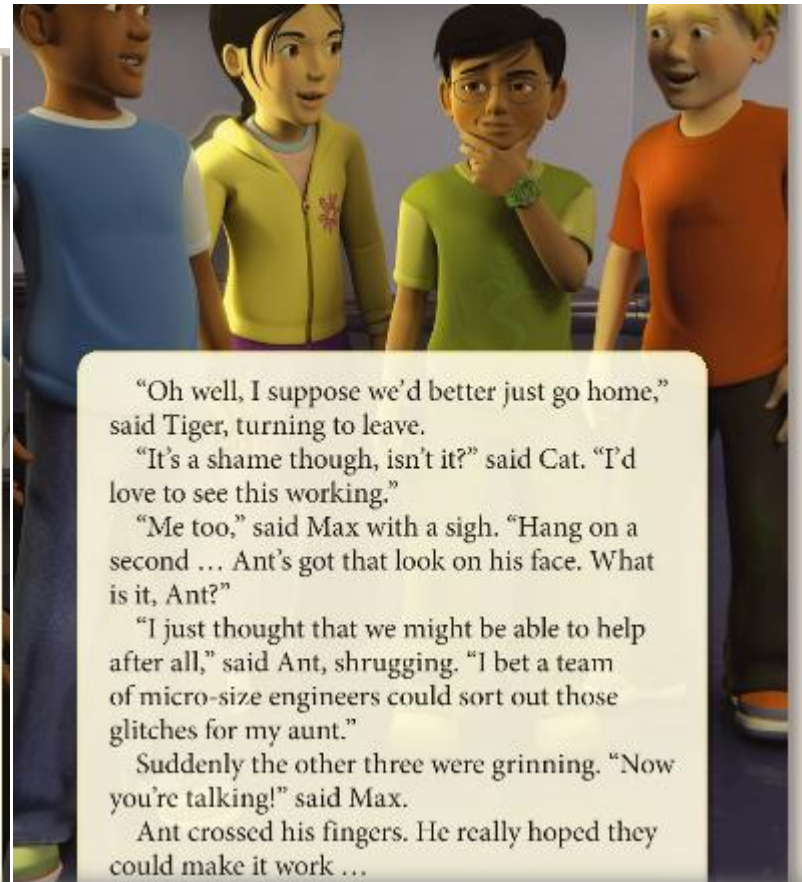 “Oh well, I suppose we’d better just go home,”
said Tiger, turning to leave.
“It’s a shame though, isn’t it?” said Cat. “I’d
love to see this working.”
“Me too,” said Max with a sigh. “Hang on a
second … Ant’s got that look on his face. What
is it, Ant?”
“I just thought that we might be able to help
after all,” said Ant, shrugging. “I bet a team
of micro-size engineers could sort out those
glitches for my aunt.”
Suddenly the other three were grinning. “Now
you’re talking!” said Max.
Ant crossed his fingers. He really hoped they
could make it work …